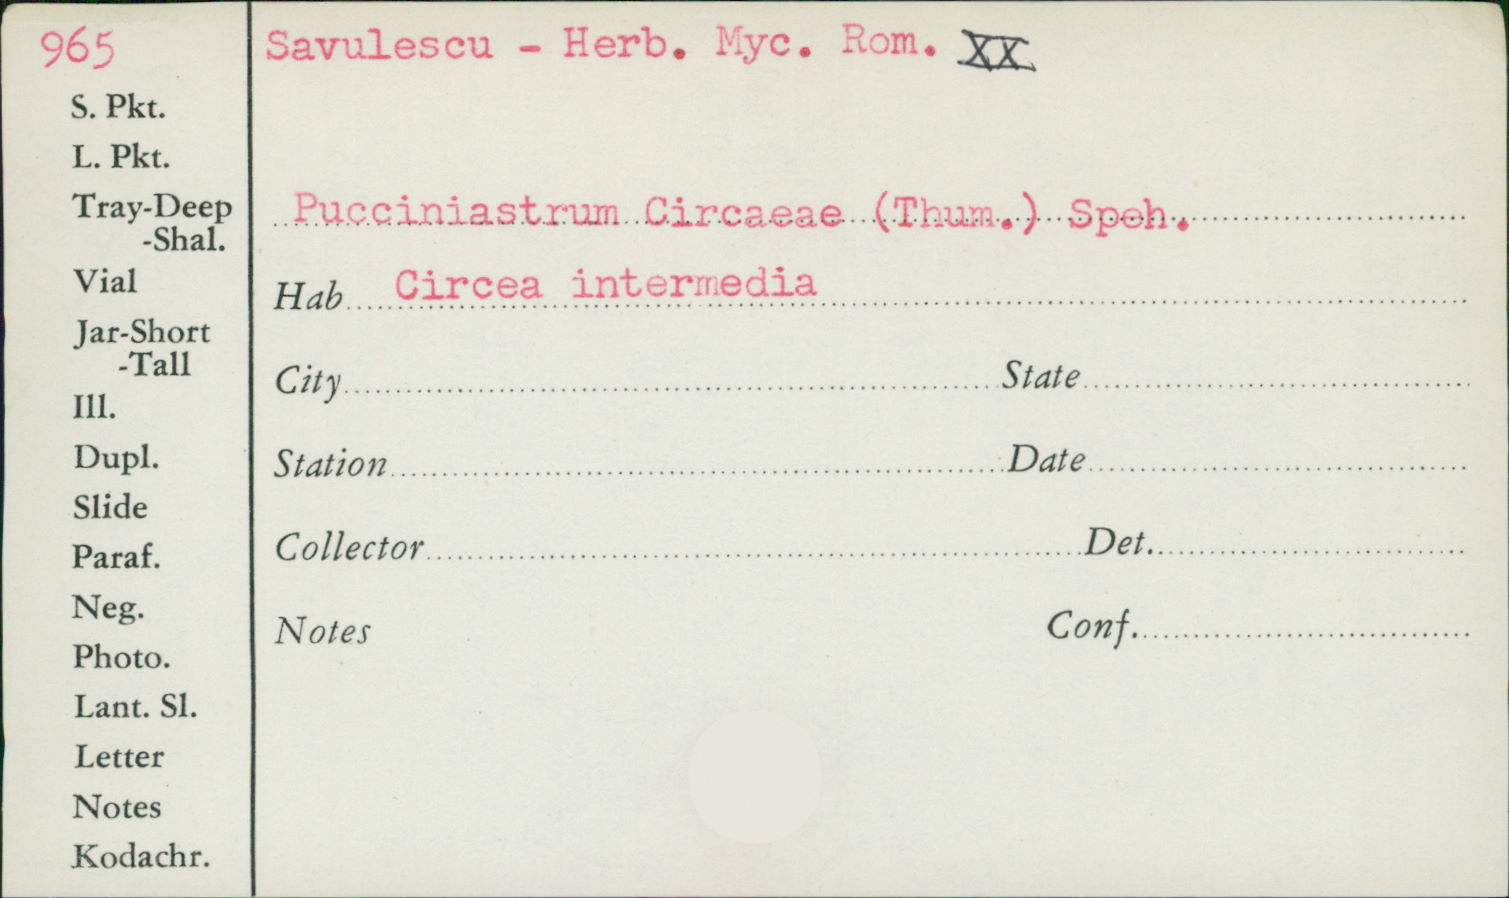 965
Savulescu - Herb. Myc. Rom. XX
S. Pkt.
L. Pkt.
Tray-Deep
-Shal.
Vial
Jar-Short
-Tall
Ill.
Dupl.
Slide
Paraf.
Neg.
Photo.
Lant. Sl.
Letter
Notes
Kodachr.
Pucciniastrum Circaeae (Thum.) Speh.
Hab Circea intermedia
City State
Station Date
Collector Det.
Notes Conf.